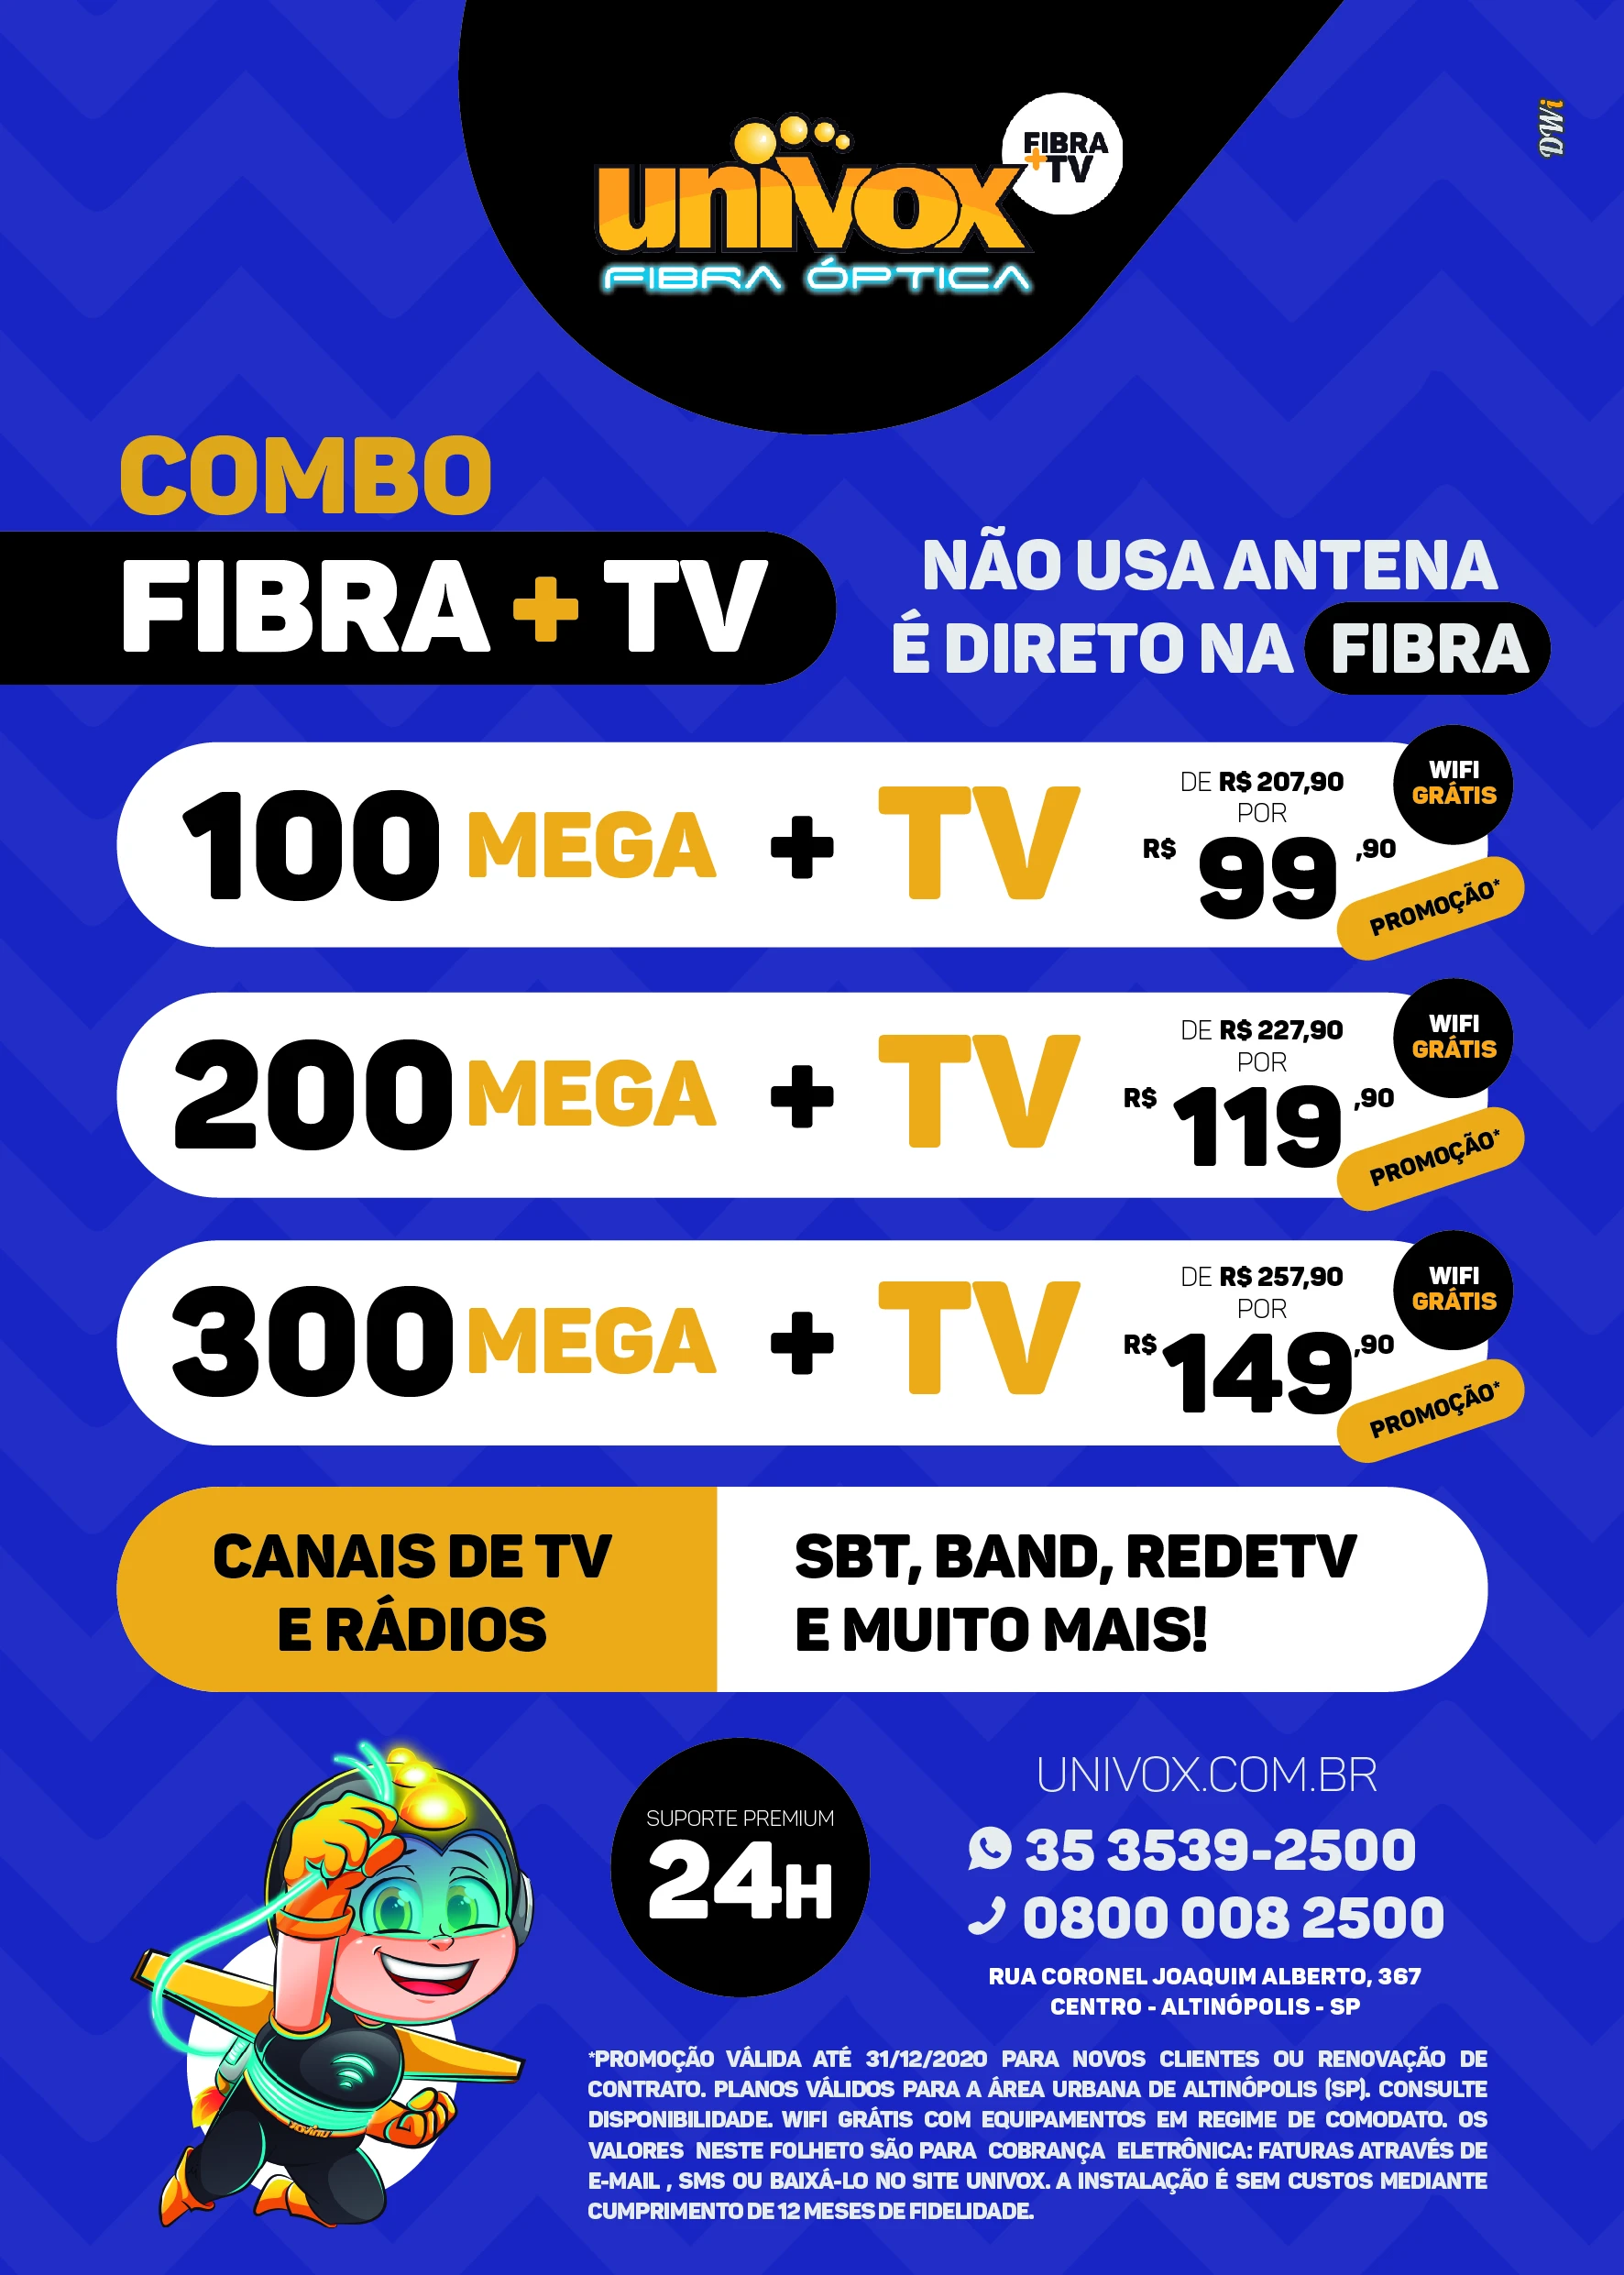 univox
FIBRA
+TV
FIBRA ÓPTICA
DWi
COMBO
FIBRA + TV
NÃO USA ANTENA
É DIRETO NA FIBRA
100 MEGA + TV
DE R$ 207,90
POR
R$ 99,90
WIFI
GRÁTIS
PROMOÇÃO*
200 MEGA + TV
DE R$ 227,90
POR
R$ 119,90
WIFI
GRÁTIS
PROMOÇÃO*
300 MEGA + TV
DE R$ 257,90
POR
R$ 149,90
WIFI
GRÁTIS
PROMOÇÃO*
CANAIS DE TV
E RÁDIOS
SBT, BAND, REDETV
E MUITO MAIS!
SUPORTE PREMIUM
24H
UNIVOX.COM.BR
35 3539-2500
0800 008 2500
RUA CORONEL JOAQUIM ALBERTO, 367
CENTRO - ALTINÓPOLIS - SP
*PROMOÇÃO VÁLIDA ATÉ 31/12/2020 PARA NOVOS CLIENTES OU RENOVAÇÃO DE
CONTRATO. PLANOS VÁLIDOS PARA A ÁREA URBANA DE ALTINÓPOLIS (SP). CONSULTE
DISPONIBILIDADE. WIFI GRÁTIS COM EQUIPAMENTOS EM REGIME DE COMODATO. OS
VALORES NESTE FOLHETO SÃO PARA COBRANÇA ELETRÔNICA: FATURAS ATRAVÉS DE
E-MAIL , SMS OU BAIXÁ-LO NO SITE UNIVOX. A INSTALAÇÃO É SEM CUSTOS MEDIANTE
CUMPRIMENTO DE 12 MESES DE FIDELIDADE.